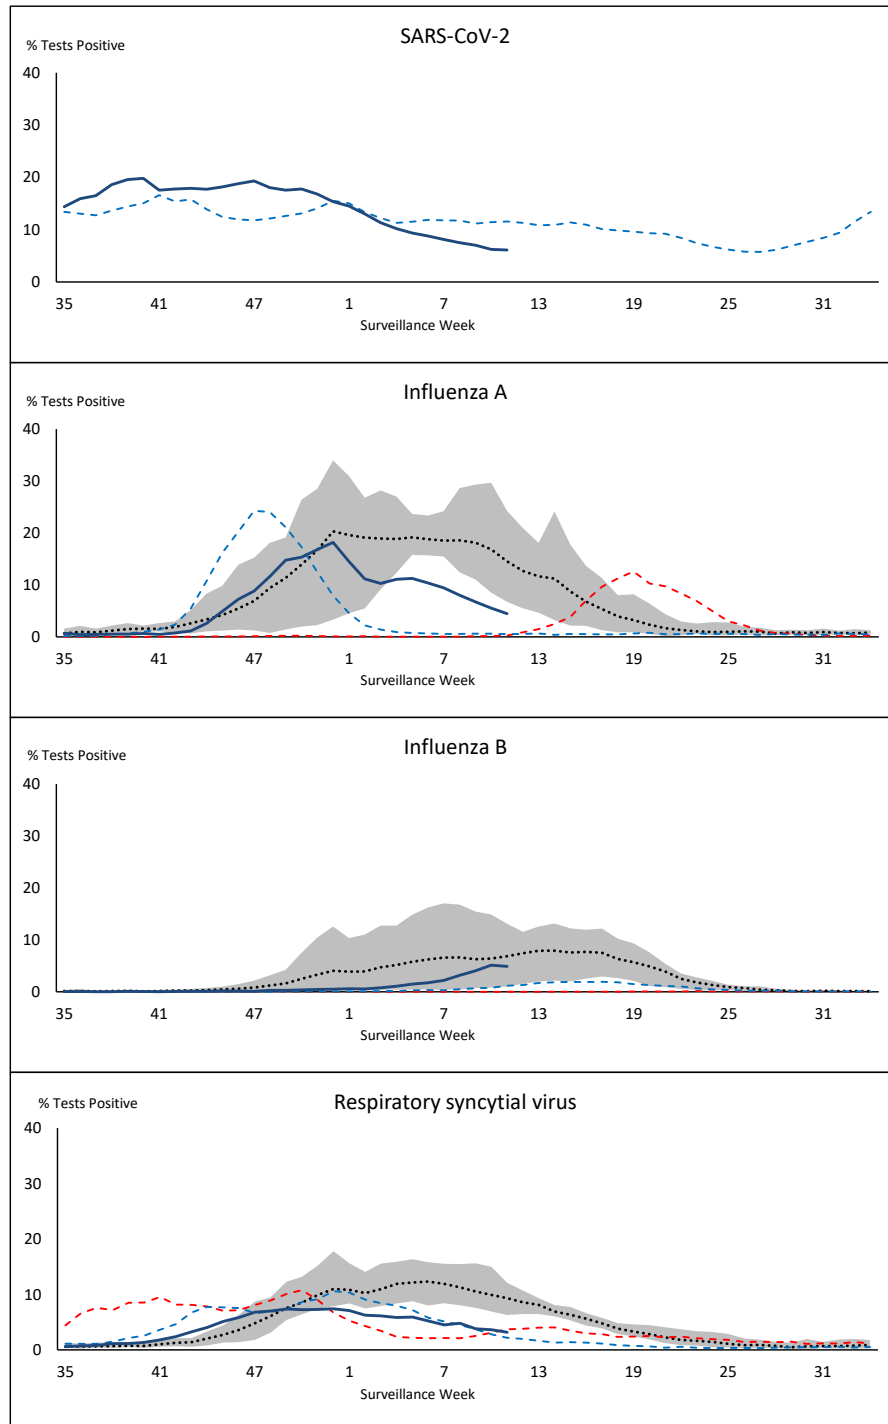 SARS-CoV-2
% Tests Positive
40
30
20
10
0
35 41 47 1 7 13 19 25 31
Surveillance Week
Influenza A
% Tests Positive
40
30
20
10
0
35 41 47 1 7 13 19 25 31
Surveillance Week
Influenza B
% Tests Positive
40
30
20
10
0
35 41 47 1 7 13 19 25 31
Surveillance Week
Respiratory syncytial virus
% Tests Positive
40
30
20
10
0
35 41 47 1 7 13 19 25 31
Surveillance Week